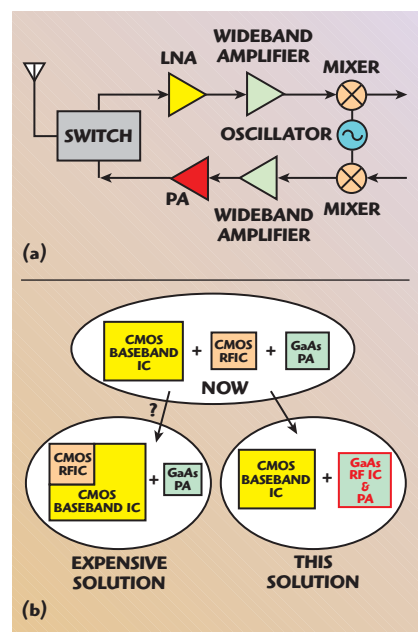 WIDEBAND
AMPLIFIER
LNA
MIXER
SWITCH
OSCILLATOR
PA
WIDEBAND
AMPLIFIER
MIXER
(a)
CMOS
BASEBAND
IC
+
CMOS
RFIC
+
GaAs
PA
NOW
?
CMOS
RFIC
CMOS
BASEBAND IC
+
GaAs
PA
CMOS
BASEBAND
IC
+
GaAs
RF IC
&
PA
EXPENSIVE
SOLUTION
THIS
SOLUTION
(b)